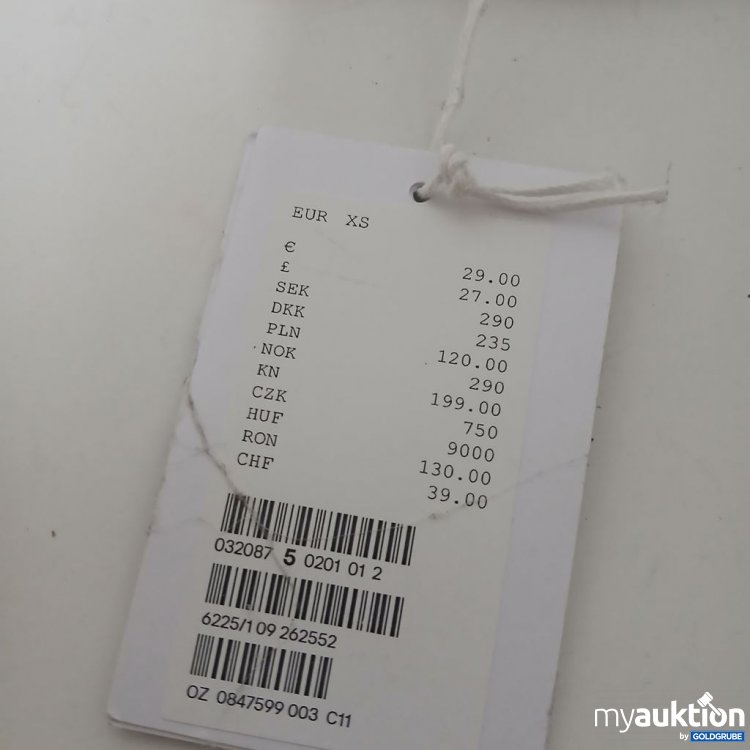 EUR XS
€ 29.00
£ 27.00
SEK 290
DKK 235
PLN 120.00
NOK 290
KN 199.00
CZK 750
HUF 9000
RON 130.00
CHF 39.00
032087 5 0201 01 2
6225/1 09 262552
OZ 0847599 003 C11
myauktion
by GOLDGRUBE